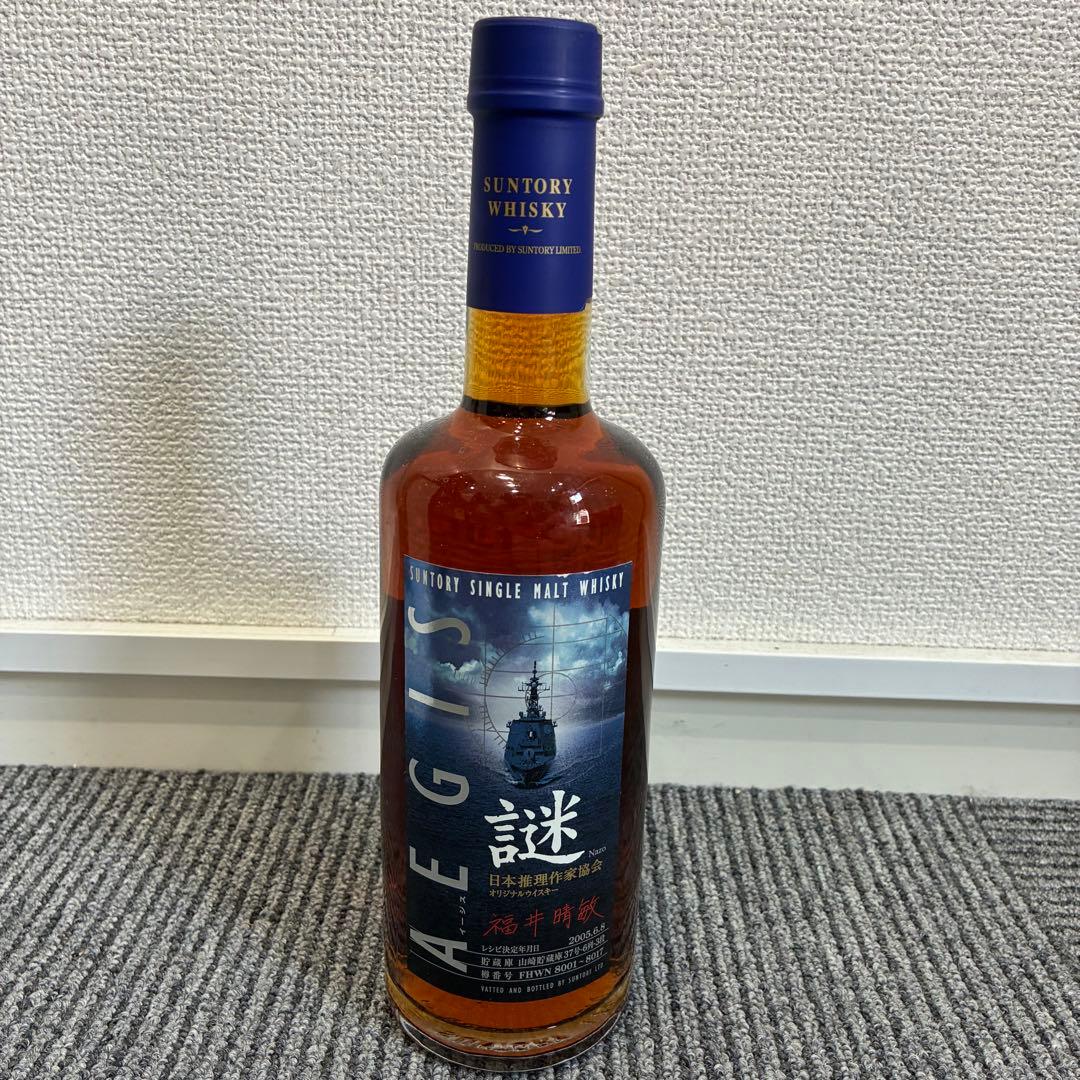 SUNTORY
WHISKY
PRODUCED BY SUNTORY LIMITED.
SUNTORY SINGLE MALT WHISKY
AEGIS
イージス
謎
Nazo
日本推理作家協会
オリジナルウイスキー
福井晴敏
レシピ決定年月日 2005.6.8
貯蔵庫 山崎貯蔵庫37号-6列-3段
樽番号 FHWN 8001~8017
VATTED AND BOTTLED BY SUNTORY LTD